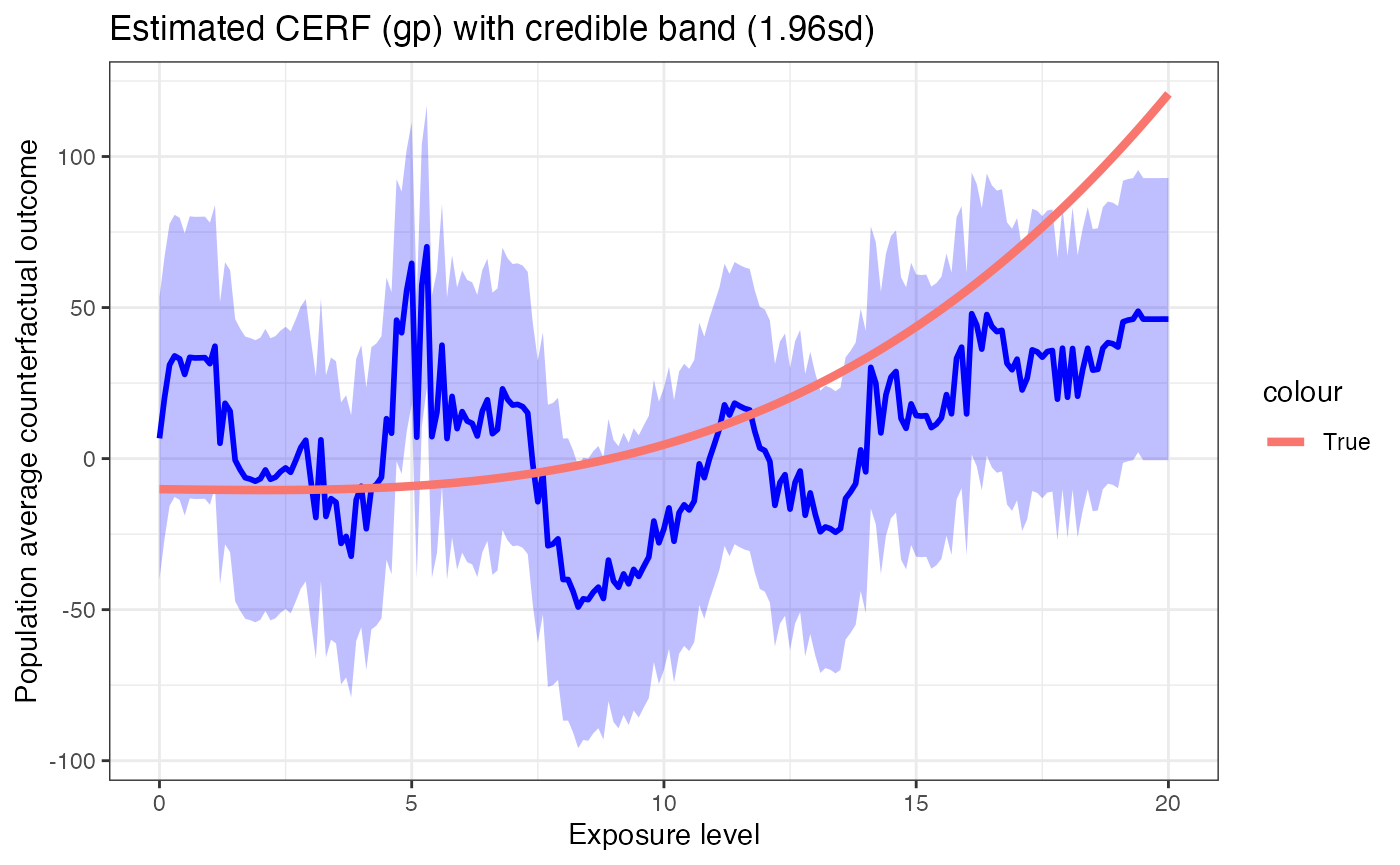 Estimated CERF (gp) with credible band (1.96sd)
Population average counterfactual outcome
100
50
0
-50
-100
0 5 10 15 20
Exposure level
colour
True